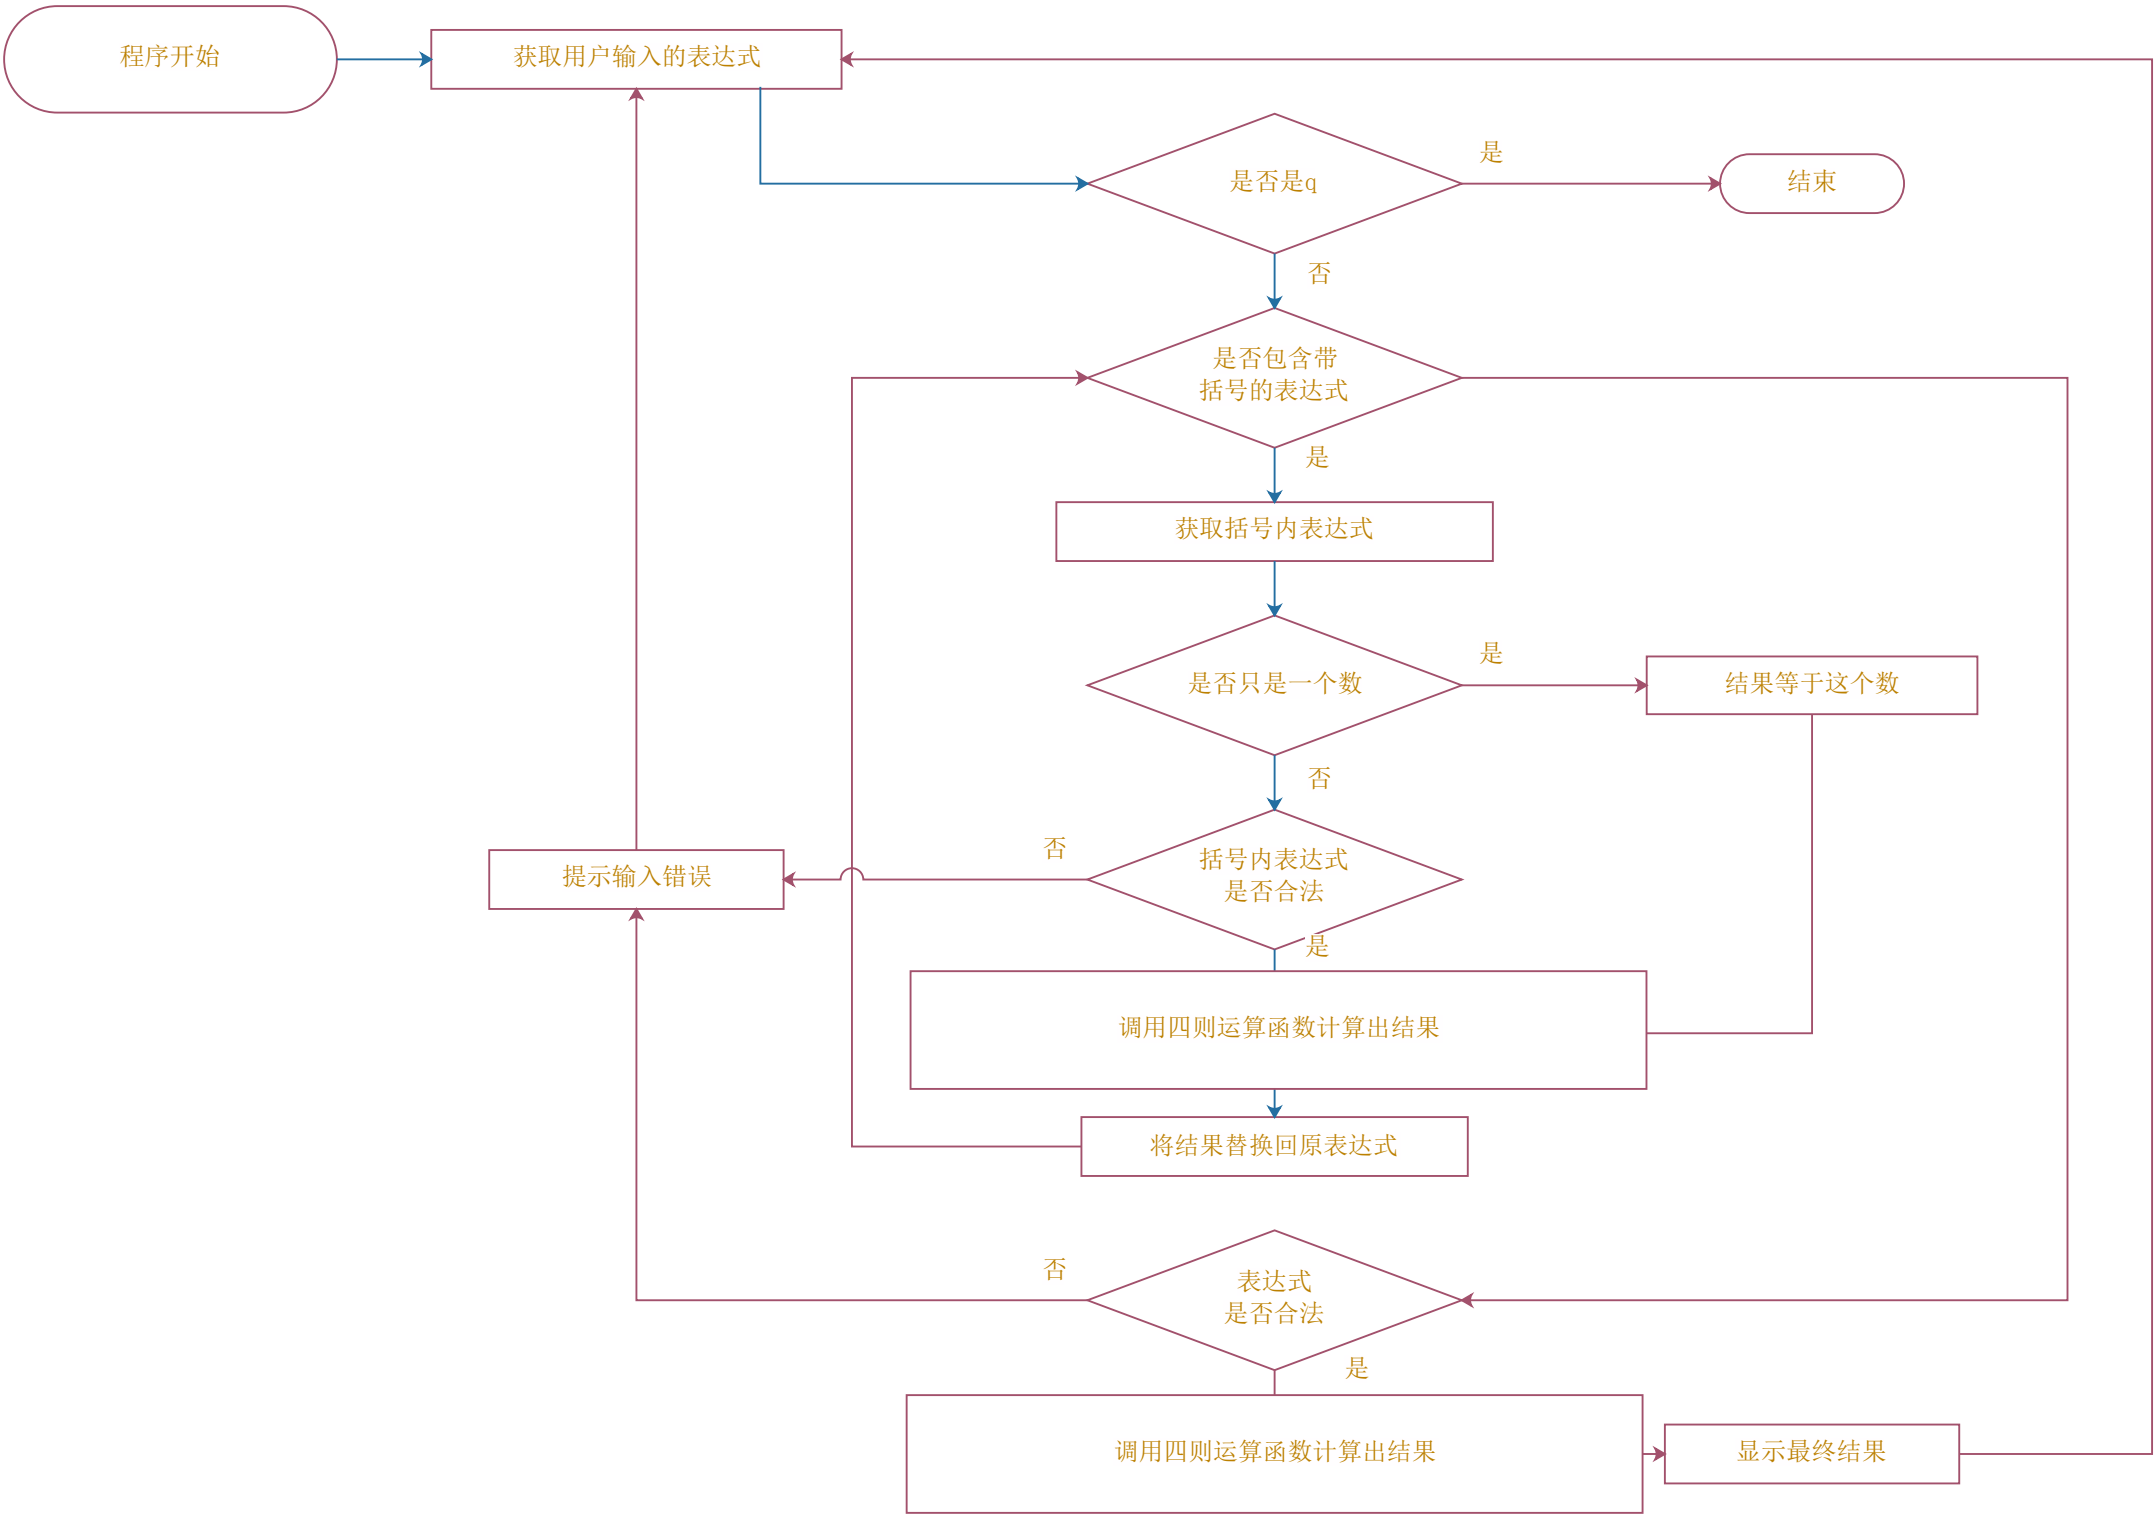 程序开始
获取用户输入的表达式
是否是q
是
结束
否
是否包含带
括号的表达式
是
获取括号内表达式
是否只是一个数
是
结果等于这个数
否
括号内表达式
是否合法
否
提示输入错误
是
调用四则运算函数计算出结果
将结果替换回原表达式
表达式
是否合法
否
是
调用四则运算函数计算出结果
显示最终结果